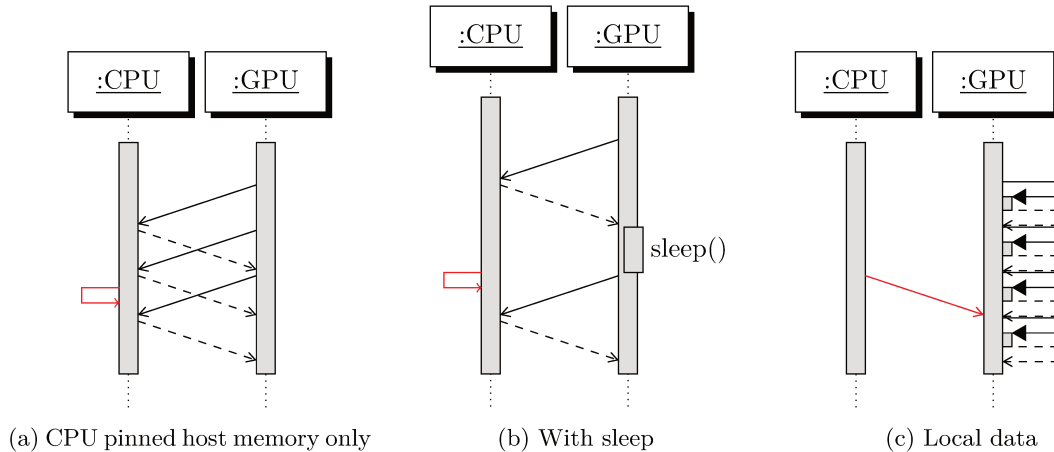 :CPU :GPU
:CPU :GPU
:CPU :GPU
sleep()
(a) CPU pinned host memory only
(b) With sleep
(c) Local data